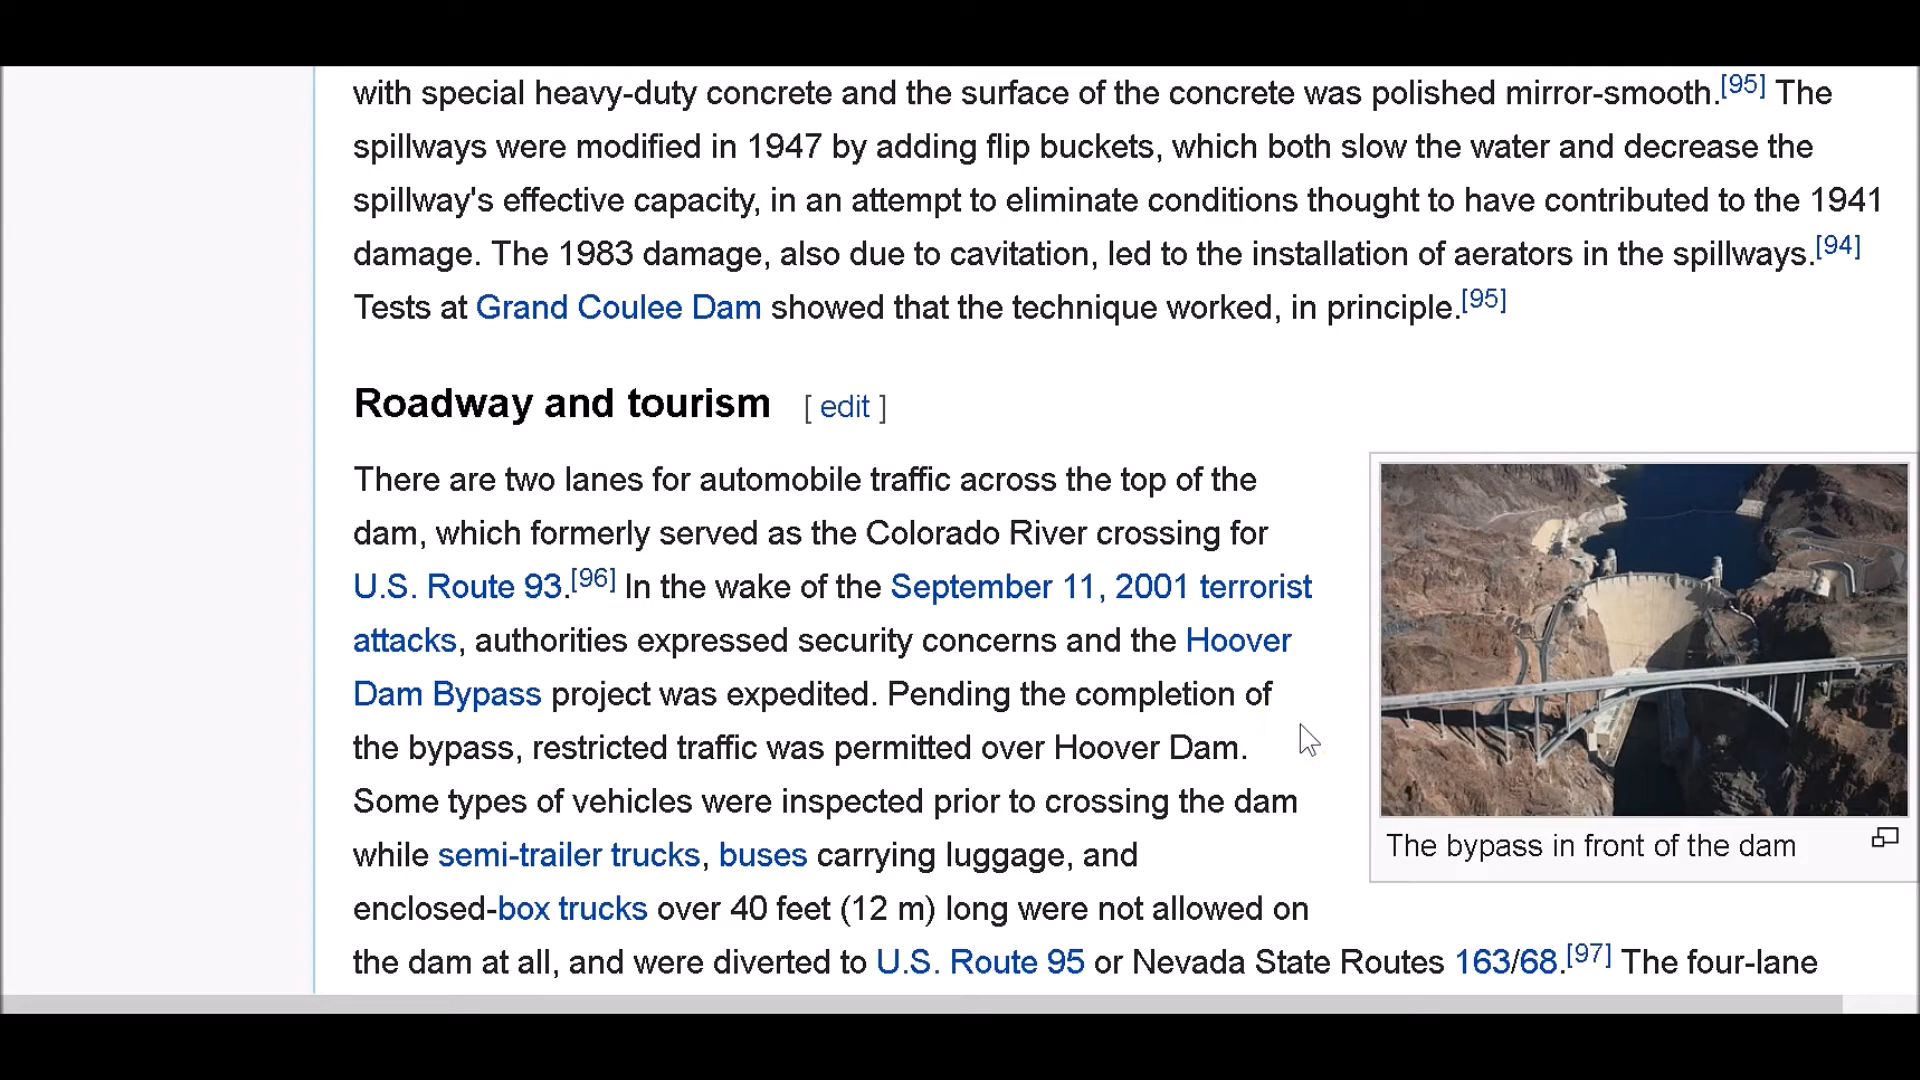 with special heavy-duty concrete and the surface of the concrete was polished mirror-smooth.[95] The
spillways were modified in 1947 by adding flip buckets, which both slow the water and decrease the
spillway's effective capacity, in an attempt to eliminate conditions thought to have contributed to the 1941
damage. The 1983 damage, also due to cavitation, led to the installation of aerators in the spillways.[94]
Tests at Grand Coulee Dam showed that the technique worked, in principle.[95]
Roadway and tourism [ edit ]
There are two lanes for automobile traffic across the top of the
dam, which formerly served as the Colorado River crossing for
U.S. Route 93.[96] In the wake of the September 11, 2001 terrorist
attacks, authorities expressed security concerns and the Hoover
Dam Bypass project was expedited. Pending the completion of
the bypass, restricted traffic was permitted over Hoover Dam.
Some types of vehicles were inspected prior to crossing the dam
while semi-trailer trucks, buses carrying luggage, and
enclosed-box trucks over 40 feet (12 m) long were not allowed on
the dam at all, and were diverted to U.S. Route 95 or Nevada State Routes 163/68.[97] The four-lane
The bypass in front of the dam